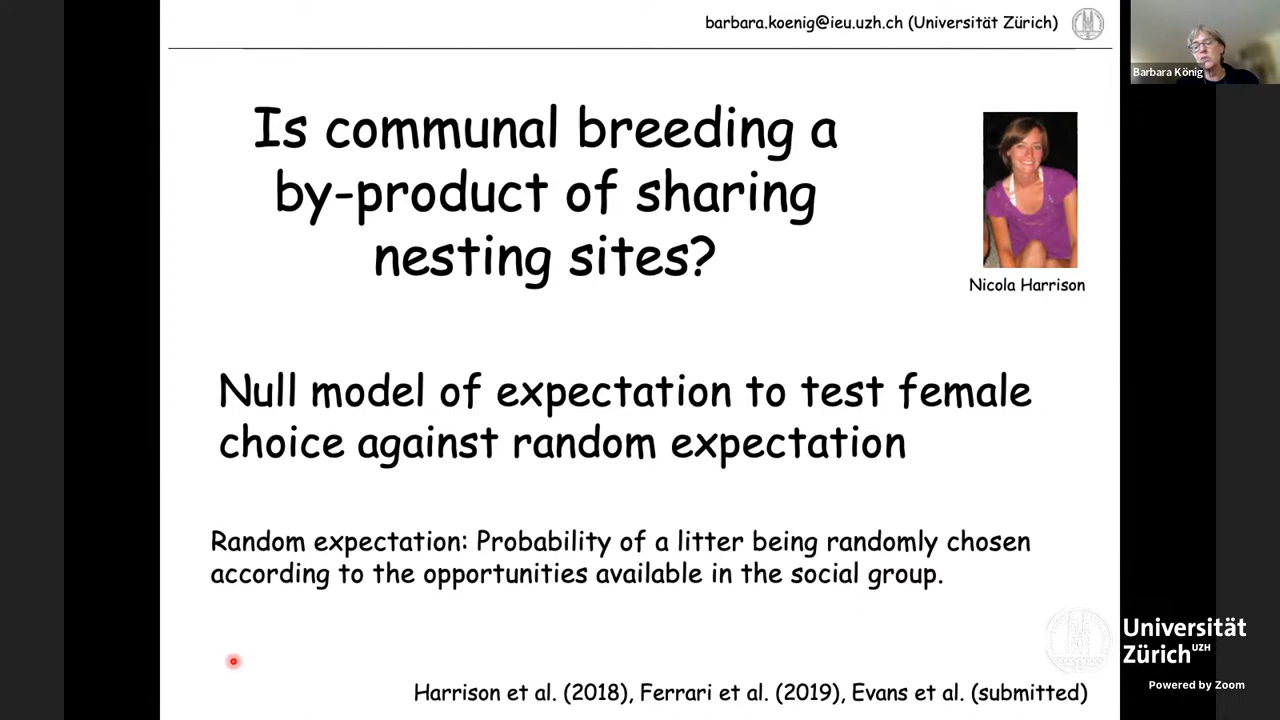 barbara.koenig@ieu.uzh.ch (Universität Zürich)
Barbara König
Is communal breeding a
by-product of sharing
nesting sites?
Nicola Harrison
Null model of expectation to test female
choice against random expectation
Random expectation: Probability of a litter being randomly chosen
according to the opportunities available in the social group.
Universität
Zürich UZH
Powered by Zoom
Harrison et al. (2018), Ferrari et al. (2019), Evans et al. (submitted)